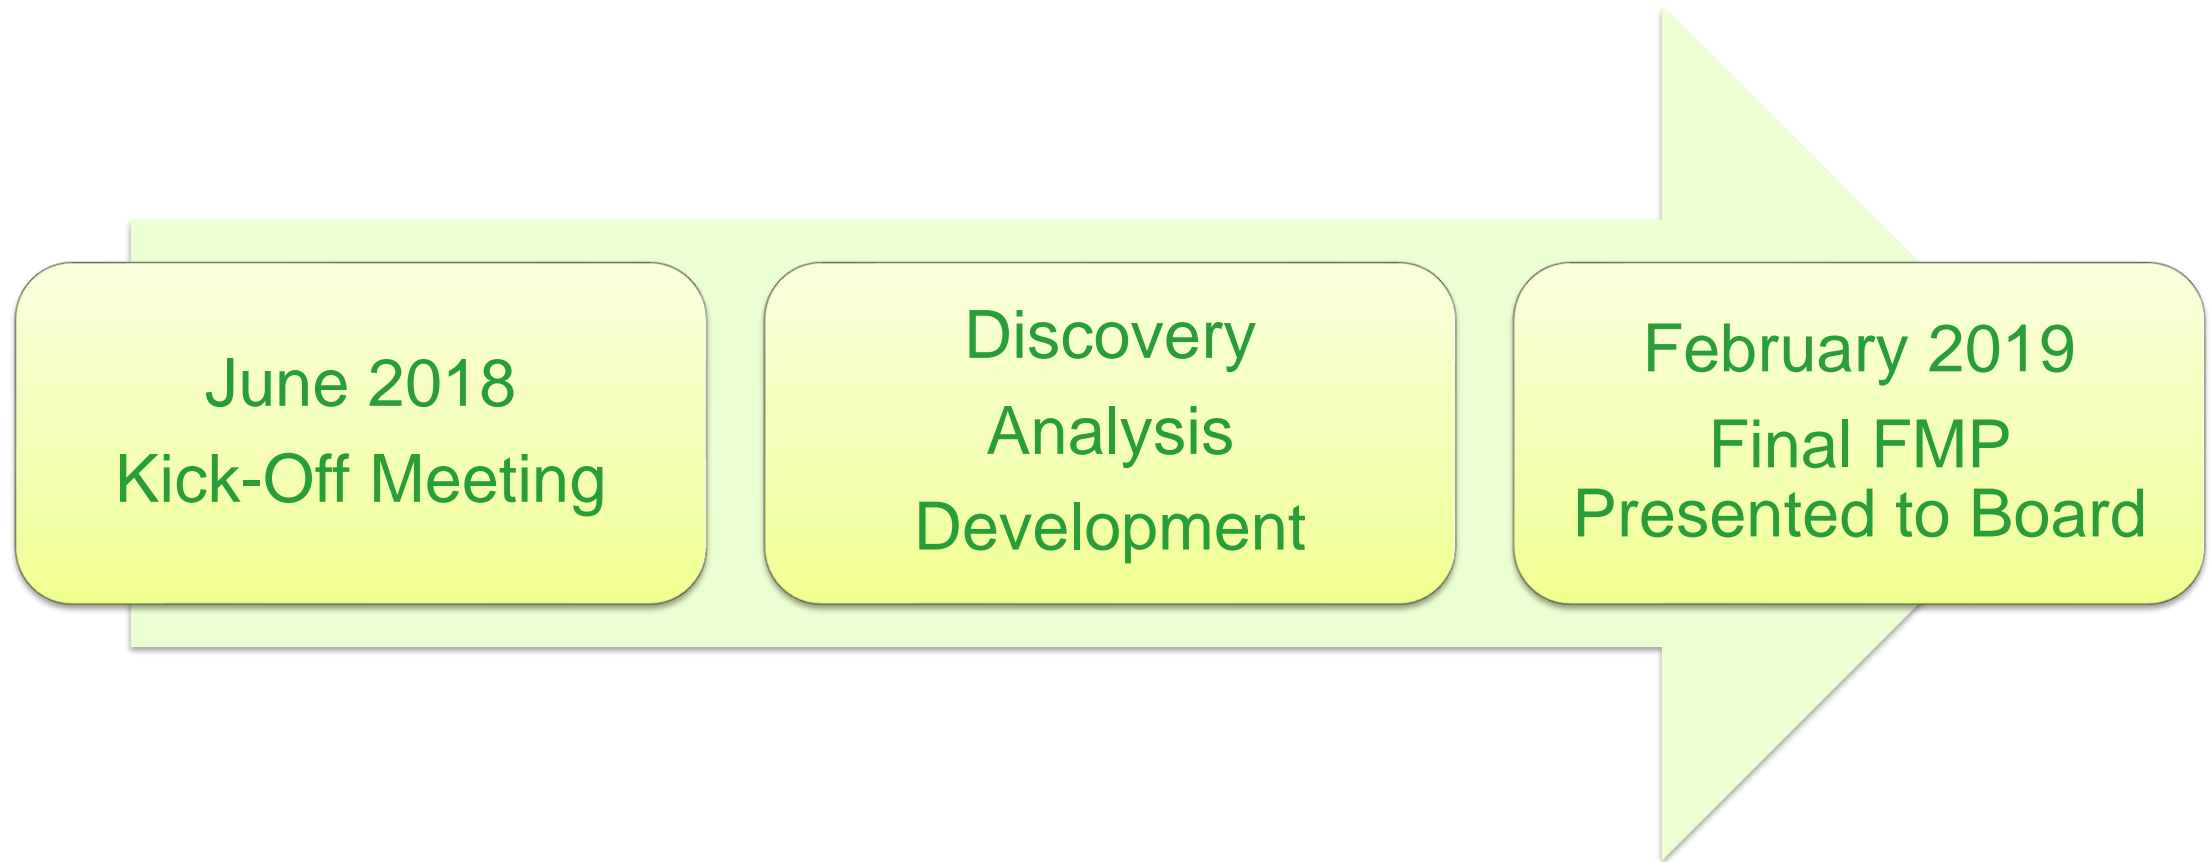 June 2018
Kick-Off Meeting
Discovery
Analysis
Development
February 2019
Final FMP
Presented to Board